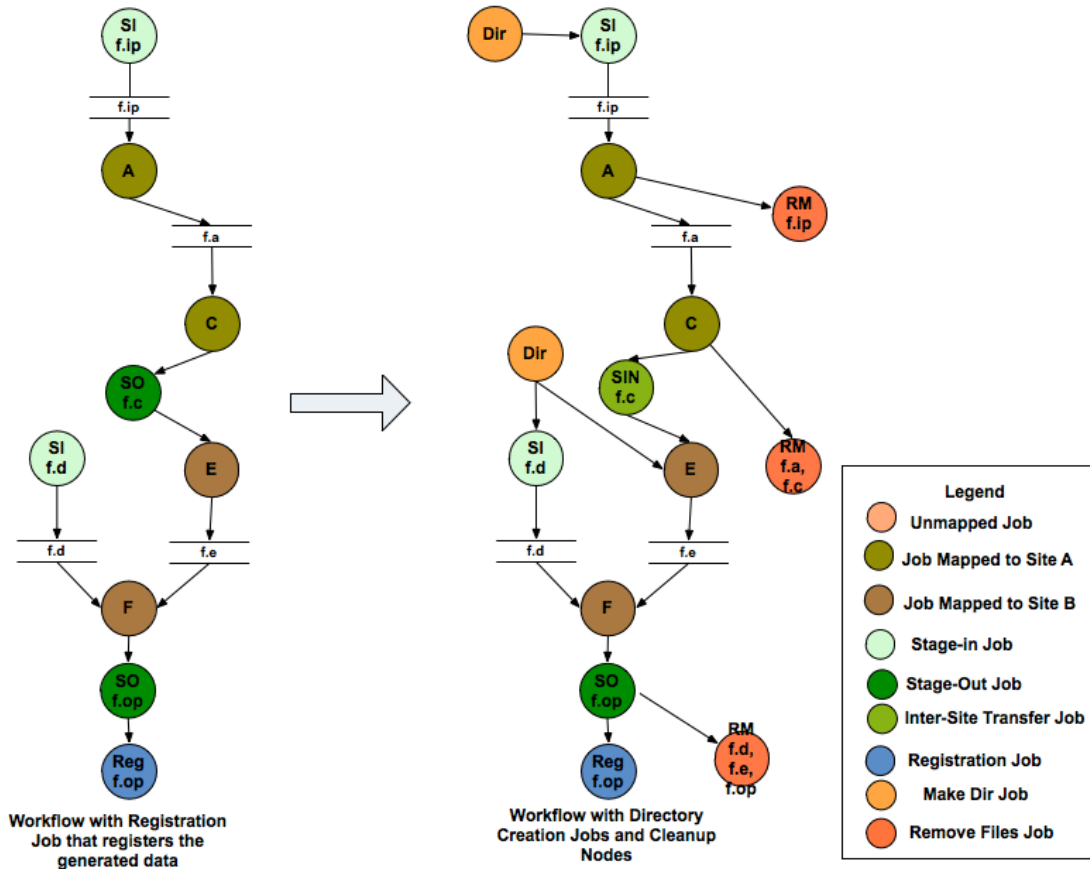 SI
f.ip
f.ip
A
f.a
C
SO
f.c
SI
f.d
E
f.d
f.e
F
SO
f.op
Reg
f.op
Workflow with Registration
Job that registers the
generated data
Dir
SI
f.ip
f.ip
A
RM
f.ip
f.a
C
Dir
SIN
f.c
SI
f.d
E
RM
f.a,
f.c
f.d
f.e
F
SO
f.op
RM
f.d,
f.e,
f.op
Reg
f.op
Workflow with Directory
Creation Jobs and Cleanup
Nodes
Legend
Unmapped Job
Job Mapped to Site A
Job Mapped to Site B
Stage-in Job
Stage-Out Job
Inter-Site Transfer Job
Registration Job
Make Dir Job
Remove Files Job